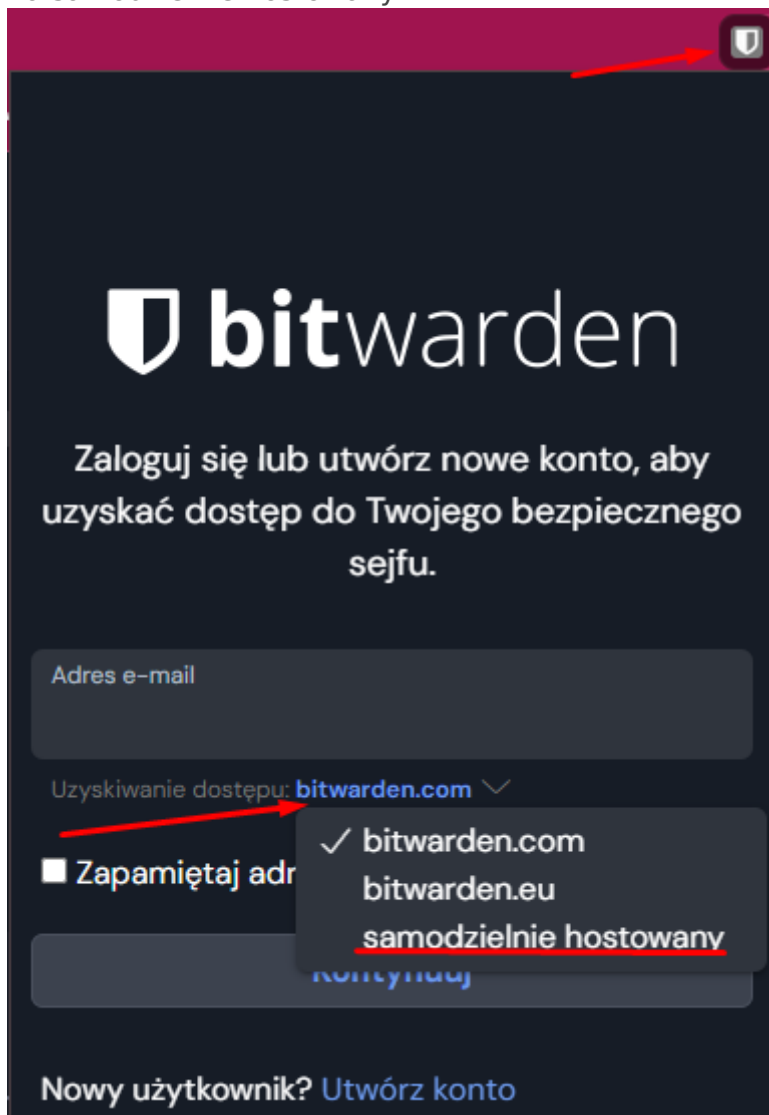 bitwarden
Zaloguj się lub utwórz nowe konto, aby
uzyskać dostęp do Twojego bezpiecznego
sejfu.
Adres e-mail
Uzyskiwanie dostępu: bitwarden.com
bitwarden.com
Zapamiętaj adr
bitwarden.eu
samodzielnie hostowany
Kontynuuj
Nowy użytkownik? Utwórz konto